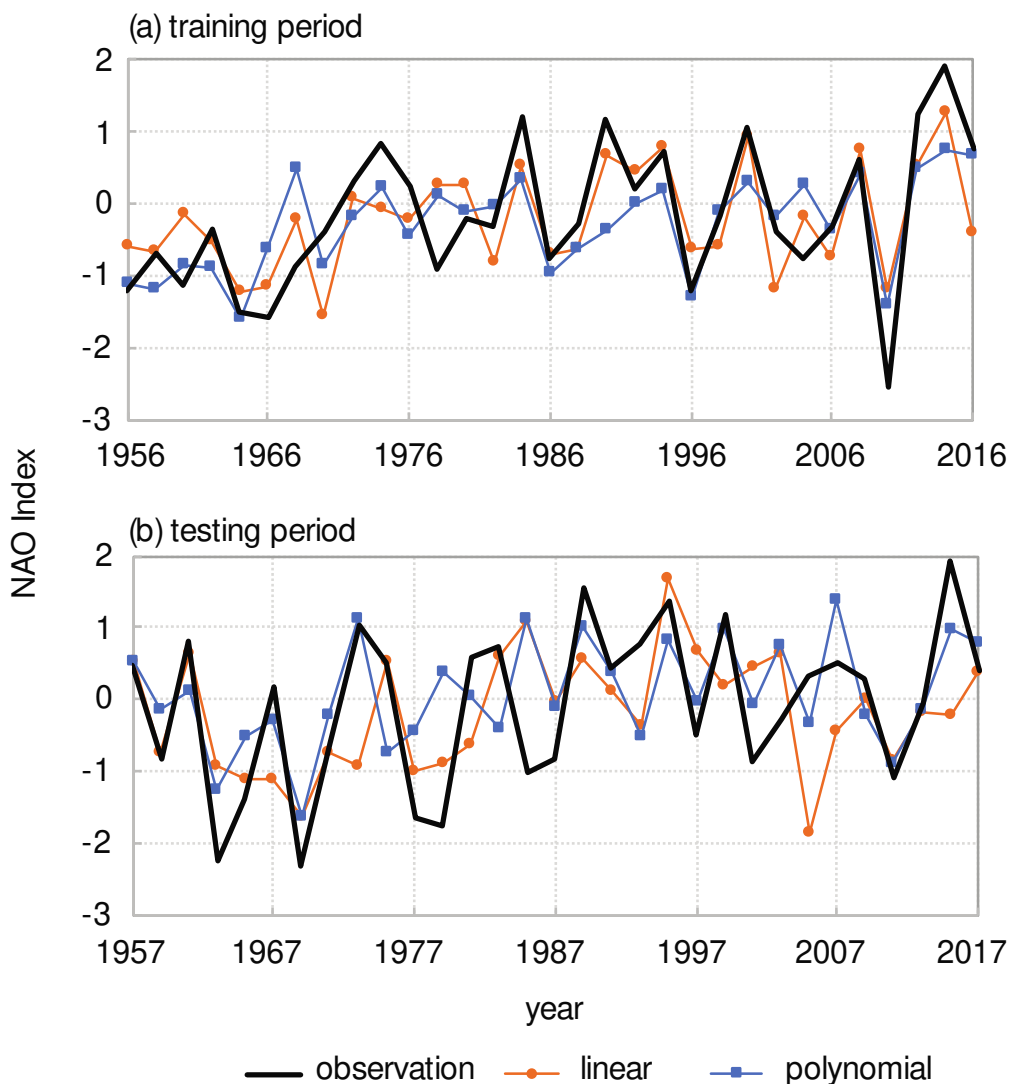 (a) training period
2
1
0
-1
-2
-3
1956 1966 1976 1986 1996 2006 2016
NAO Index
(b) testing period
2
1
0
-1
-2
-3
1957 1967 1977 1987 1997 2007 2017
year
observation linear polynomial